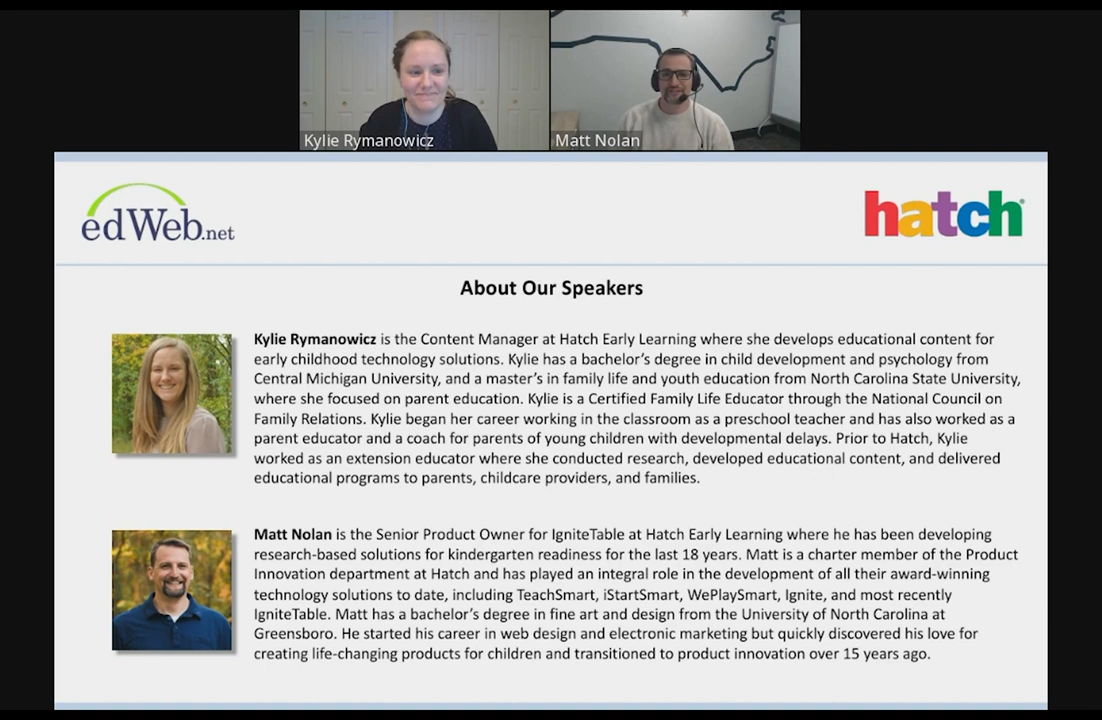 Kylie Rymanowicz
Matt Nolan
edWeb.net
hatch®
About Our Speakers
Kylie Rymanowicz is the Content Manager at Hatch Early Learning where she develops educational content for
early childhood technology solutions. Kylie has a bachelor's degree in child development and psychology from
Central Michigan University, and a master's in family life and youth education from North Carolina State University,
where she focused on parent education. Kylie is a Certified Family Life Educator through the National Council on
Family Relations. Kylie began her career working in the classroom as a preschool teacher and has also worked as a
parent educator and a coach for parents of young children with developmental delays. Prior to Hatch, Kylie
worked as an extension educator where she conducted research, developed educational content, and delivered
educational programs to parents, childcare providers, and families.
Matt Nolan is the Senior Product Owner for IgniteTable at Hatch Early Learning where he has been developing
research-based solutions for kindergarten readiness for the last 18 years. Matt is a charter member of the Product
Innovation department at Hatch and has played an integral role in the development of all their award-winning
technology solutions to date, including TeachSmart, iStartSmart, WePlaySmart, Ignite, and most recently
IgniteTable. Matt has a bachelor's degree in fine art and design from the University of North Carolina at
Greensboro. He started his career in web design and electronic marketing but quickly discovered his love for
creating life-changing products for children and transitioned to product innovation over 15 years ago.